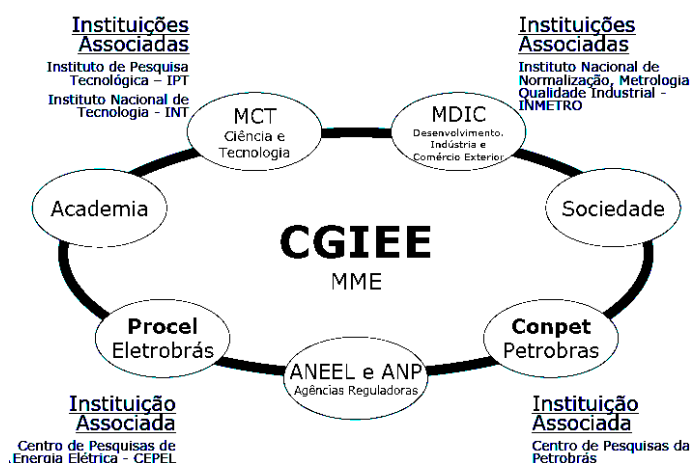 Instituições
Associadas
Instituto de Pesquisa
Tecnológica – IPT
Instituto Nacional de
Tecnologia - INT
Instituições
Associadas
Instituto Nacional de
Normalização, Metrologia
Qualidade Industrial -
INMETRO
MCT
Ciência e
Tecnologia
MDIC
Desenvolvimento.
Indústria e
Comércio Exterior
Academia
Sociedade
CGIEE
MME
Procel
Eletrobrás
Conpet
Petrobras
ANEEL e ANP
Agências Reguladoras
Instituição
Associada
Centro de Pesquisas de
Energia Elétrica - CEPEL
Instituição
Associada
Centro de Pesquisas da
Petrobrás